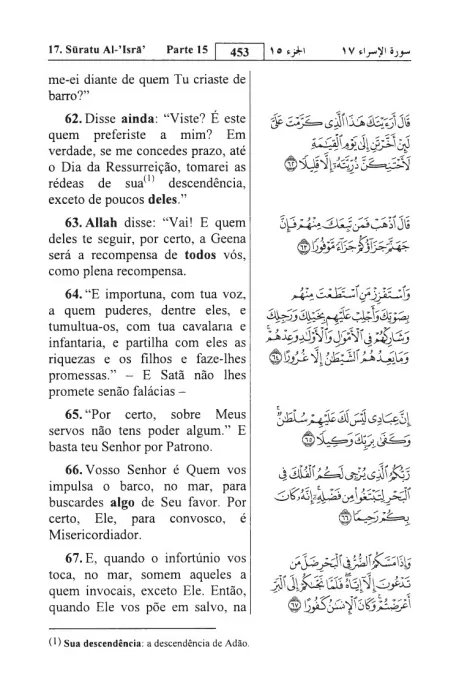 17. Sūratu Al-'Isrā' Parte 15 453 الجزء ١٥ سورة الإسراء ١٧
me-ei diante de quem Tu criaste de
barro?”
62. Disse ainda: “Viste? É este
quem preferiste a mim? Em
verdade, se me concedes prazo, até
o Dia da Ressurreição, tomarei as
rédeas de sua(1) descendência,
exceto de poucos deles.”
63. Allah disse: “Vai! E quem
deles te seguir, por certo, a Geena
será a recompensa de todos vós,
como plena recompensa.
64. “E importuna, com tua voz,
a quem puderes, dentre eles, e
tumultua-os, com tua cavalaria e
infantaria, e partilha com eles as
riquezas e os filhos e faze-lhes
promessas.” – E Satã não lhes
promete senão falácias –
65. “Por certo, sobre Meus
servos não tens poder algum.” E
basta teu Senhor por Patrono.
66. Vosso Senhor é Quem vos
impulsa o barco, no mar, para
buscardes algo de Seu favor. Por
certo, Ele, para convosco, é
Misericordiador.
67. E, quando o infortúnio vos
toca, no mar, somem aqueles a
quem invocais, exceto Ele. Então,
quando Ele vos põe em salvo, na
قَالَ أَرَءَيْتَكَ هَٰذَا ٱلَّذِى كَرَّمْتَ عَلَىَّ
لَئِنْ أَخَّرْتَنِ إِلَىٰ يَوْمِ ٱلْقِيَٰمَةِ
لَأَحْتَنِكَنَّ ذُرِّيَّتَهُۥٓ إِلَّا قَلِيلًا ۝٦٢
قَالَ ٱذْهَبْ فَمَن تَبِعَكَ مِنْهُمْ فَإِنَّ
جَهَنَّمَ جَزَآؤُكُمْ جَزَآءً مَّوْفُورًا ۝٦٣
وَٱسْتَفْزِزْ مَنِ ٱسْتَطَعْتَ مِنْهُم
بِصَوْتِكَ وَأَجْلِبْ عَلَيْهِم بِخَيْلِكَ وَرَجِلِكَ
وَشَارِكْهُمْ فِى ٱلْأَمْوَٰلِ وَٱلْأَوْلَٰدِ وَعِدْهُمْ
وَمَا يَعِدُهُمُ ٱلشَّيْطَٰنُ إِلَّا غُرُورًا ۝٦٤
إِنَّ عِبَادِى لَيْسَ لَكَ عَلَيْهِمْ سُلْطَٰنٌ
وَكَفَىٰ بِرَبِّكَ وَكِيلًا ۝٦٥
رَّبُّكُمُ ٱلَّذِى يُزْجِى لَكُمُ ٱلْفُلْكَ فِى
ٱلْبَحْرِ لِتَبْتَغُوا۟ مِن فَضْلِهِۦٓ إِنَّهُۥ كَانَ
بِكُمْ رَحِيمًا ۝٦٦
وَإِذَا مَسَّكُمُ ٱلضُّرُّ فِى ٱلْبَحْرِ ضَلَّ مَن
تَدْعُونَ إِلَّآ إِيَّاهُ فَلَمَّا نَجَّىٰكُمْ إِلَى ٱلْبَرِّ
أَعْرَضْتُمْ وَكَانَ ٱلْإِنسَٰنُ كَفُورًا ۝٦٧
(1) Sua descendência: a descendência de Adão.